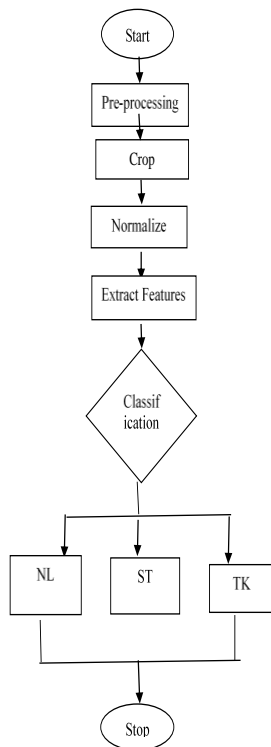 Start
Pre-processing
Crop
Normalize
Extract Features
Classif
ication
NL
ST
TK
Stop